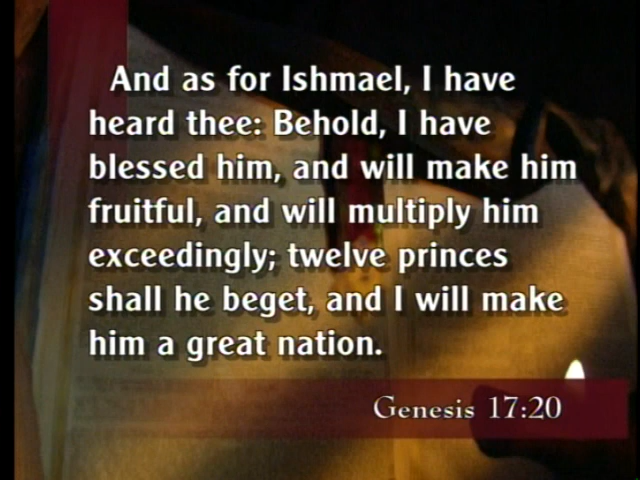 And as for Ishmael, I have
heard thee: Behold, I have
blessed him, and will make him
fruitful, and will multiply him
exceedingly; twelve princes
shall he beget, and I will make
him a great nation.
Genesis 17:20